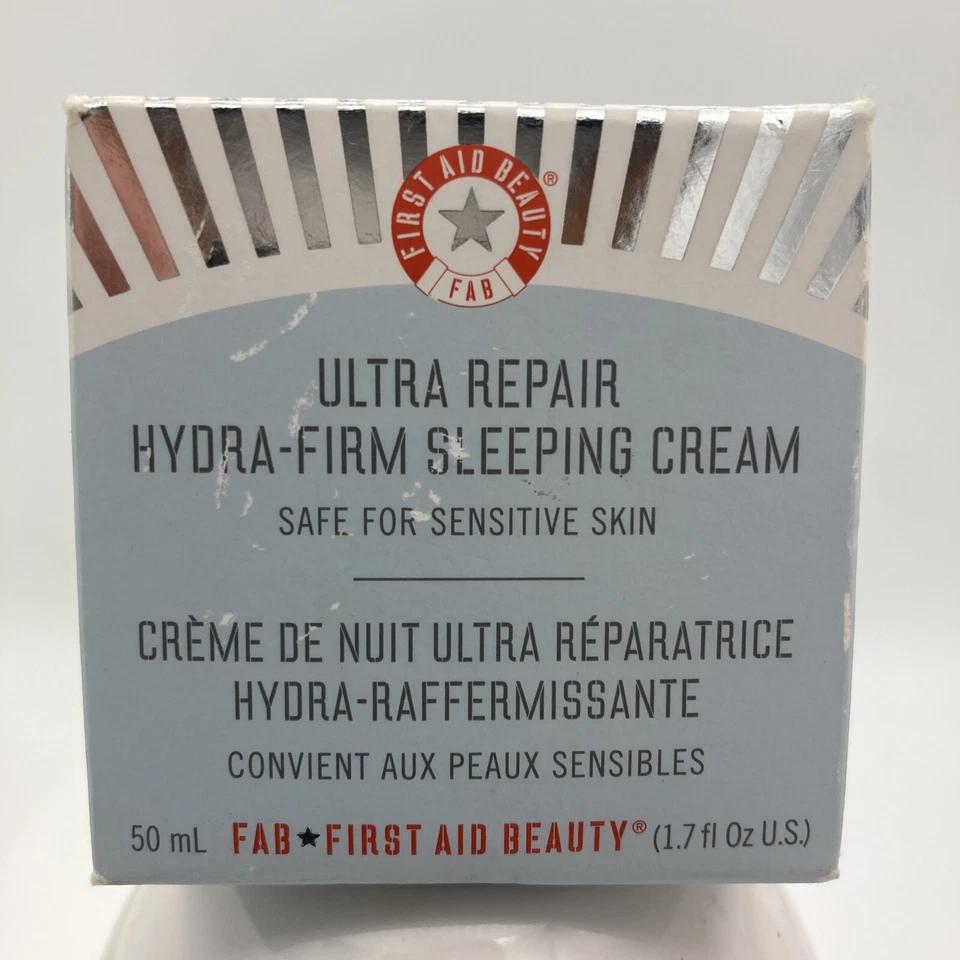 FIRST AID BEAUTY®
FAB
ULTRA REPAIR
HYDRA-FIRM SLEEPING CREAM
SAFE FOR SENSITIVE SKIN
CRÈME DE NUIT ULTRA RÉPARATRICE
HYDRA-RAFFERMISSANTE
CONVIENT AUX PEAUX SENSIBLES
50 mL FAB★FIRST AID BEAUTY® (1.7 fl Oz U.S.)